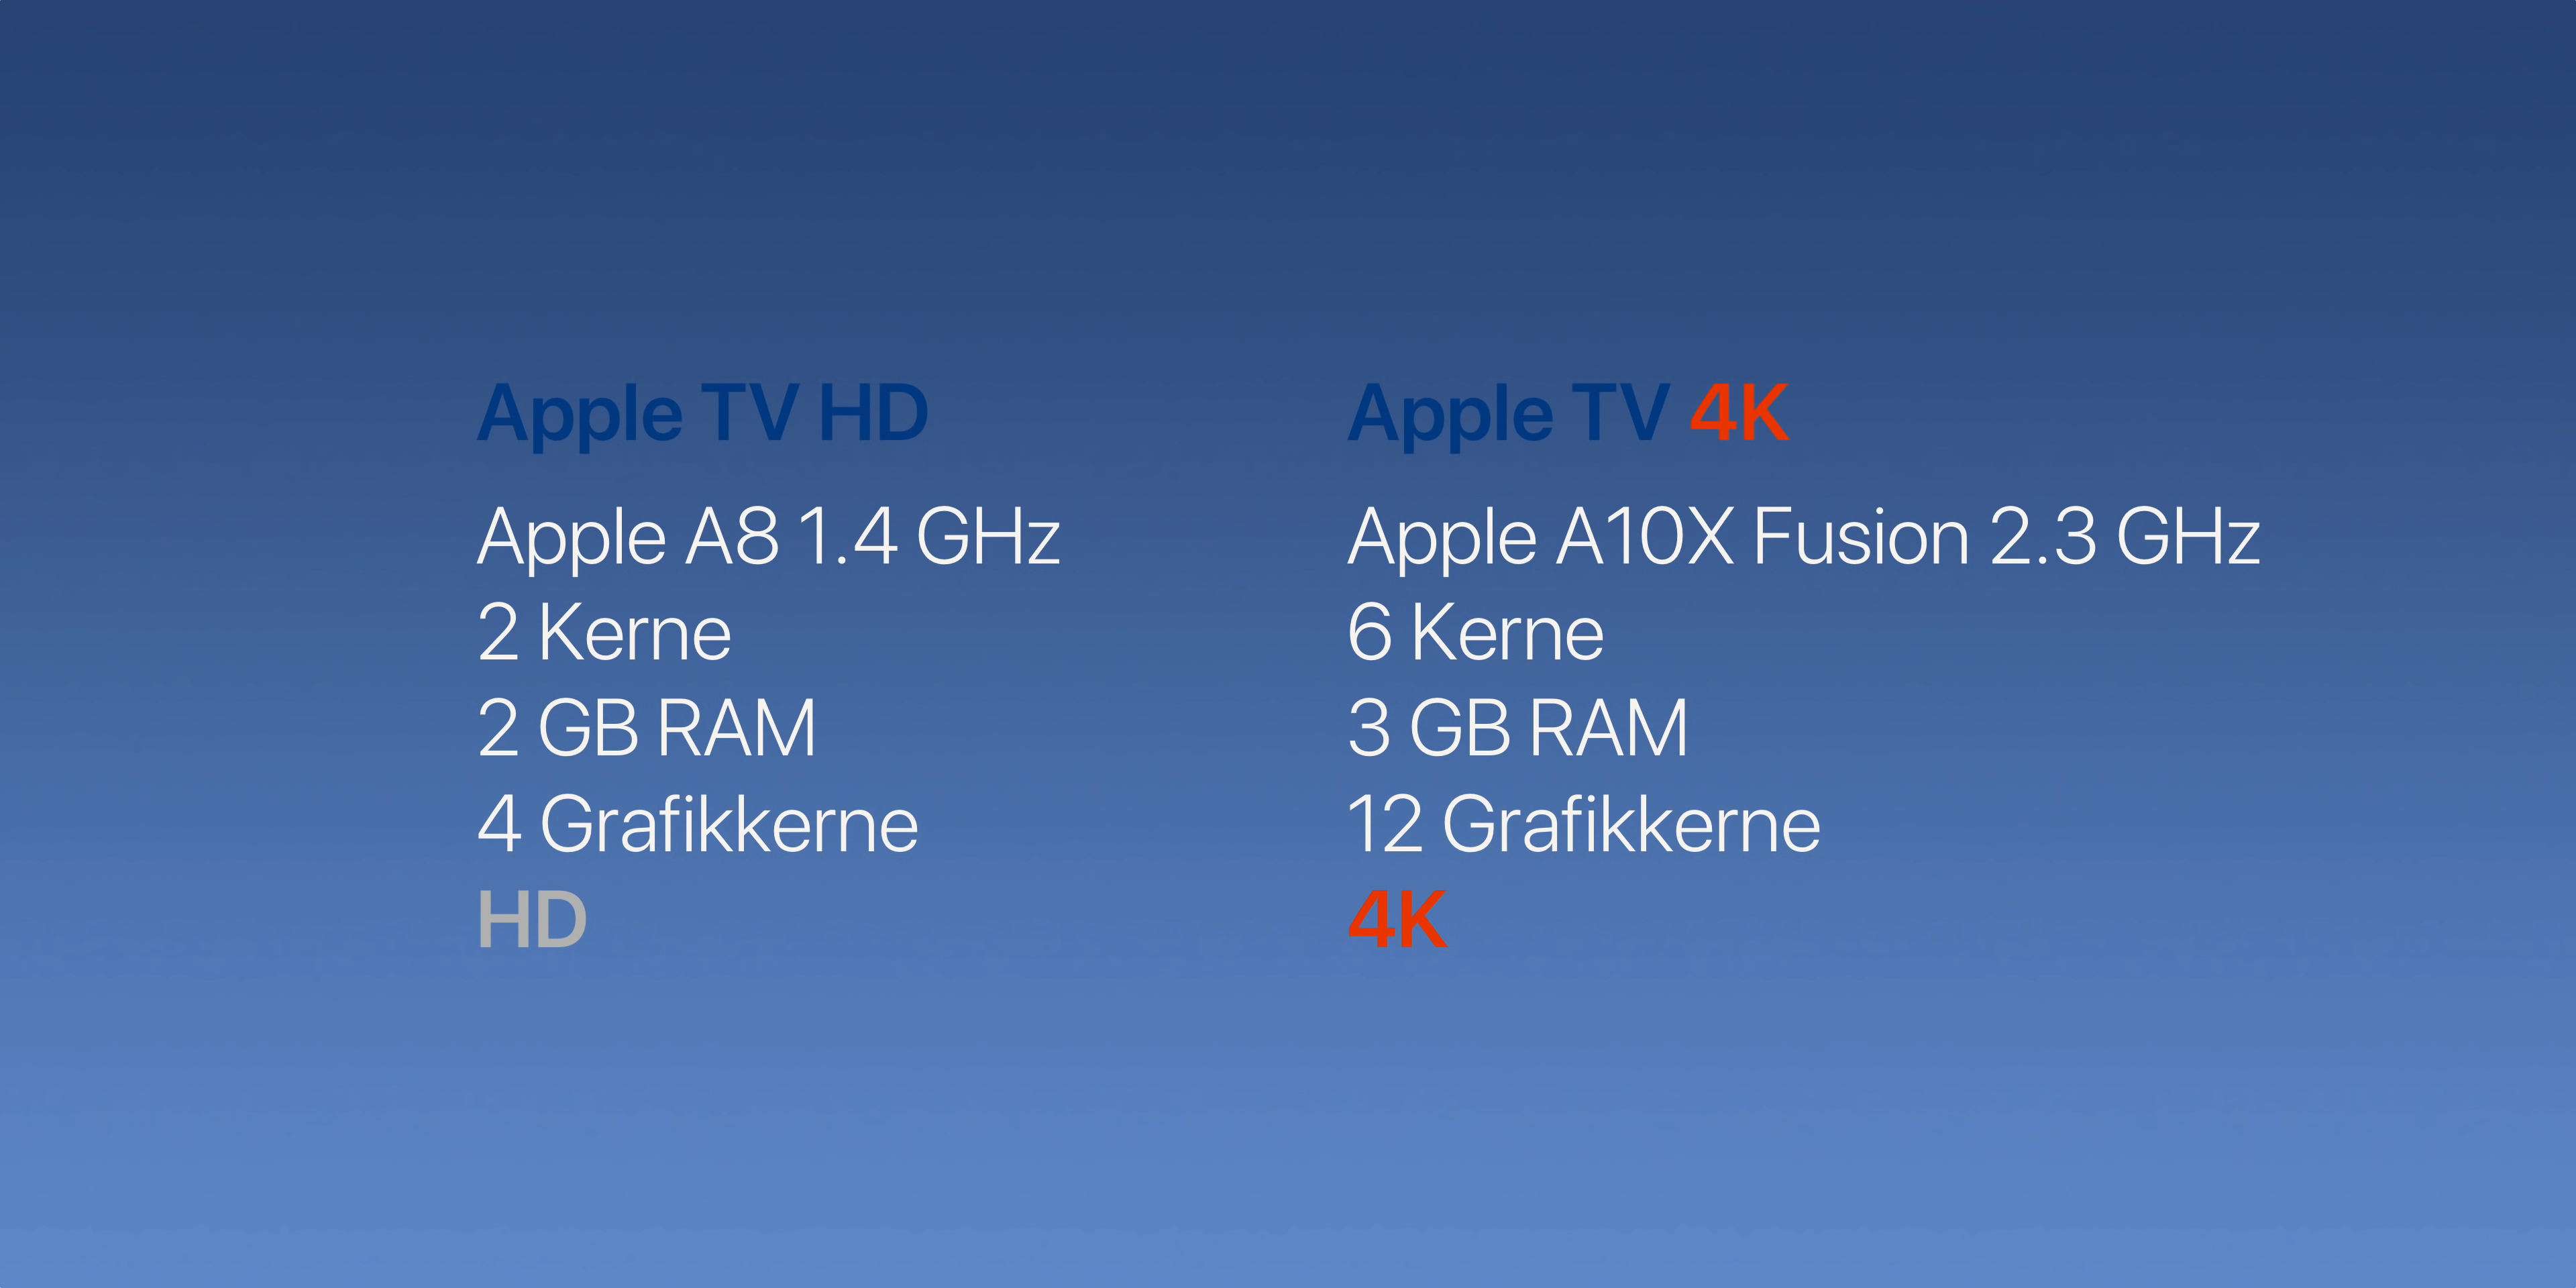 Apple TV HD
Apple A8 1.4 GHz
2 Kerne
2 GB RAM
4 Grafikkerne
HD
Apple TV 4K
Apple A10X Fusion 2.3 GHz
6 Kerne
3 GB RAM
12 Grafikkerne
4K